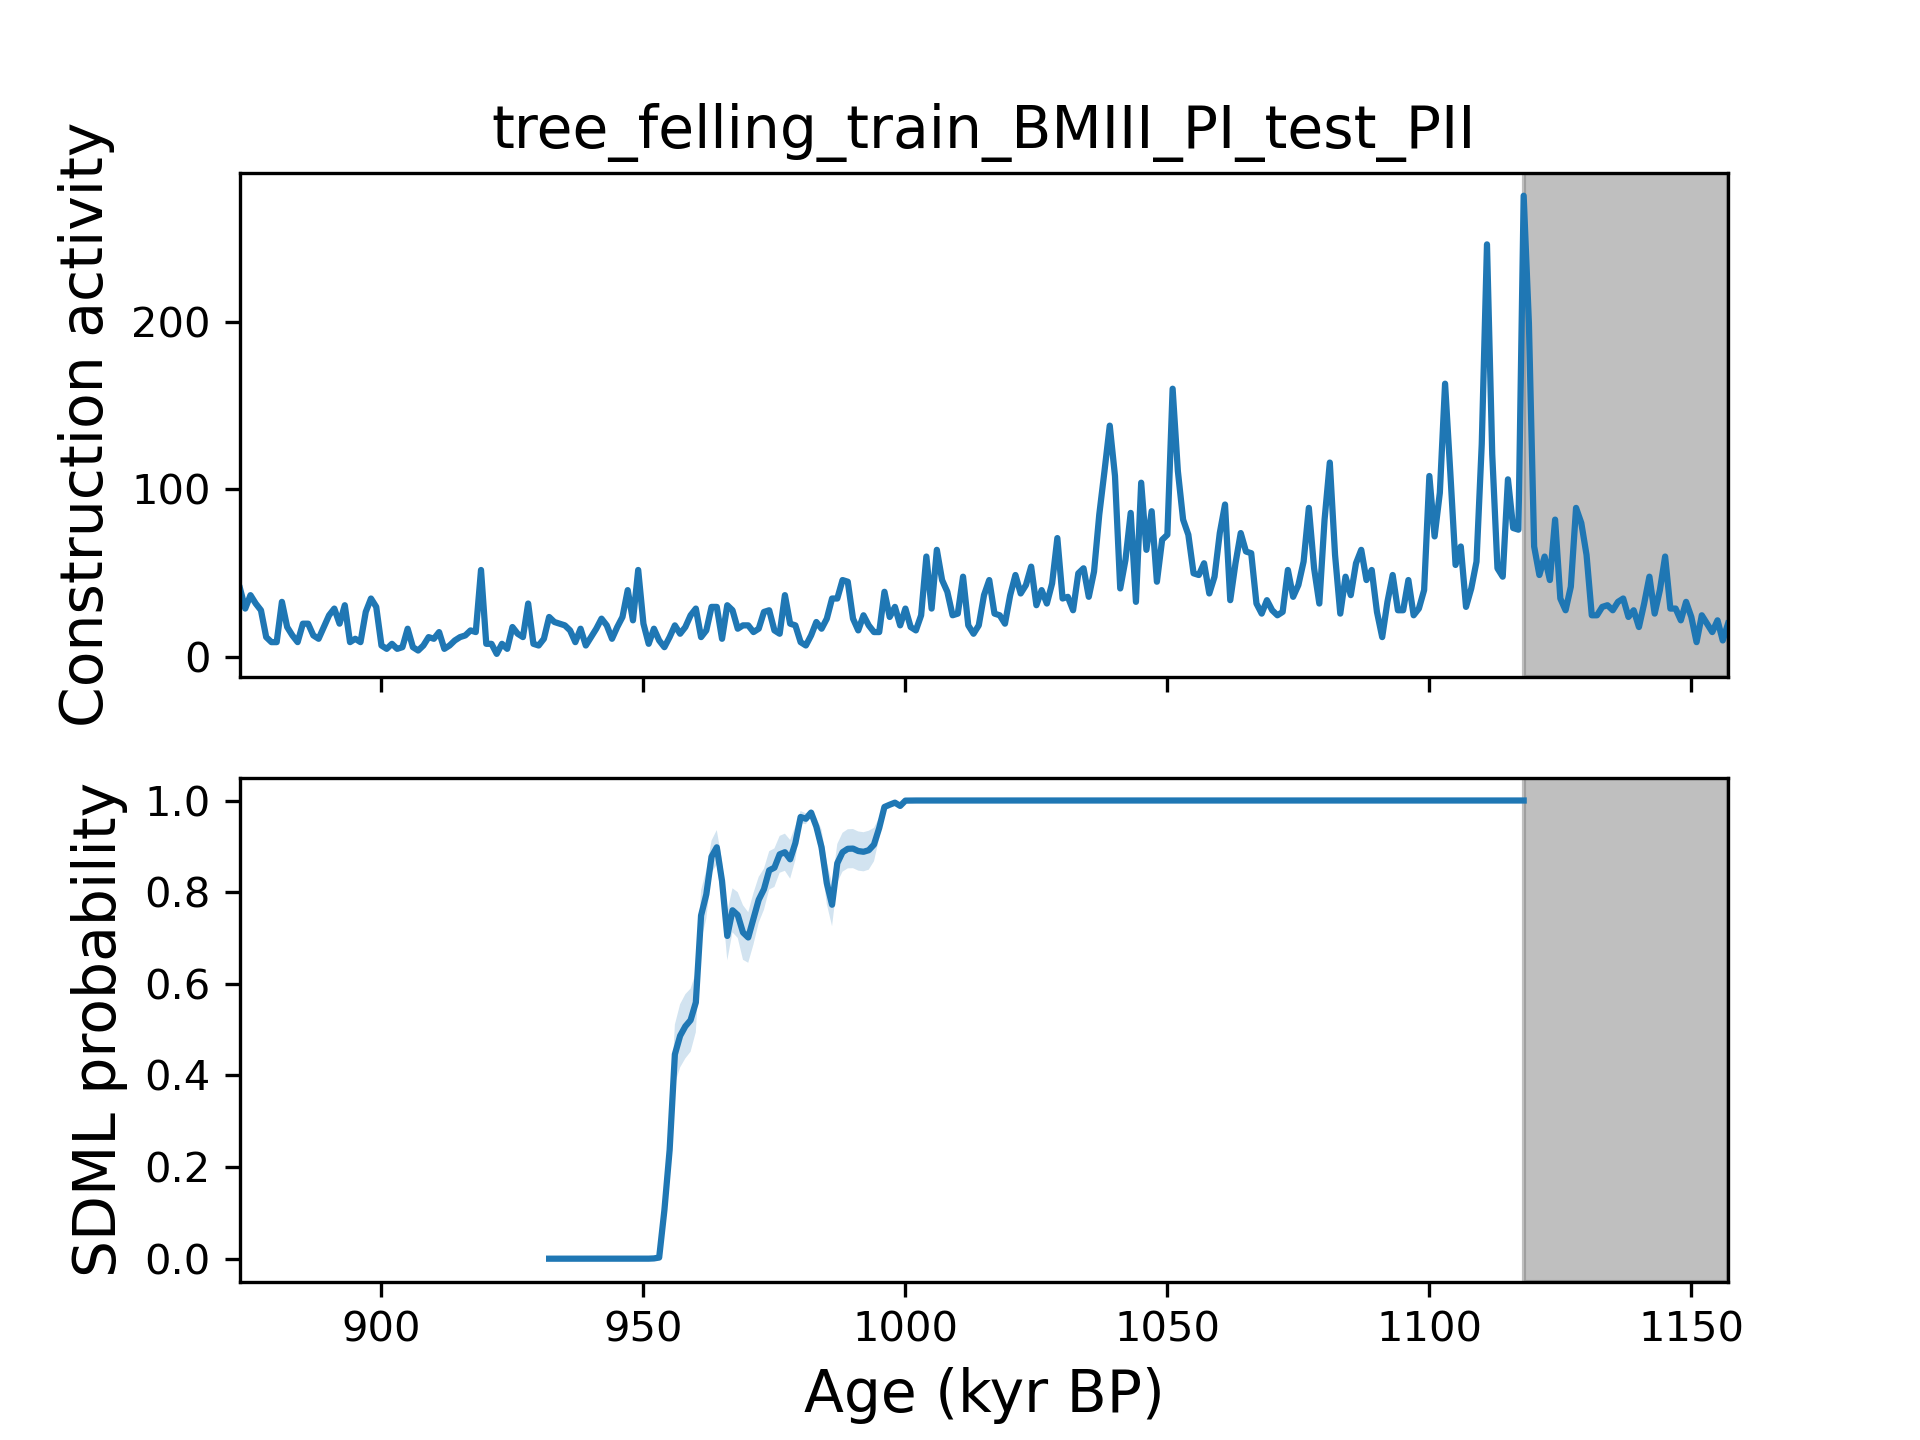 tree_felling_train_BMIII_PI_test_PII
Construction activity
200
100
0
SDML probability
1.0
0.8
0.6
0.4
0.2
0.0
900 950 1000 1050 1100 1150
Age (kyr BP)